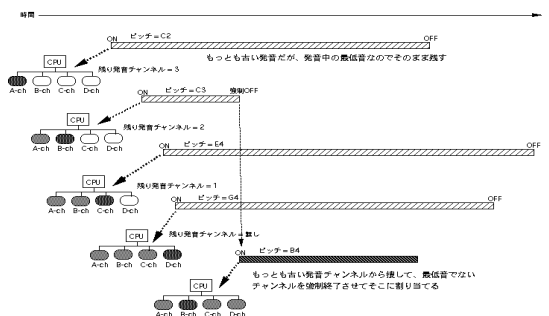 時間
ON ピッチ=C2 OFF
もっとも古い発音だが、発音中の最低音なのでそのまま残す
CPU
残り発音チャンネル=3
A-ch B-ch C-ch D-ch
ON ピッチ=C3 強制OFF
CPU
残り発音チャンネル=2
A-ch B-ch C-ch D-ch
ON ピッチ=E4 OFF
CPU
残り発音チャンネル=1
A-ch B-ch C-ch D-ch
ON ピッチ=G4 OFF
CPU
残り発音チャンネル=無し
A-ch B-ch C-ch D-ch
ON ピッチ=B4
もっとも古い発音チャンネルから捜して、最低音でない
チャンネルを強制終了させてそこに割り当てる
CPU
A-ch B-ch C-ch D-ch